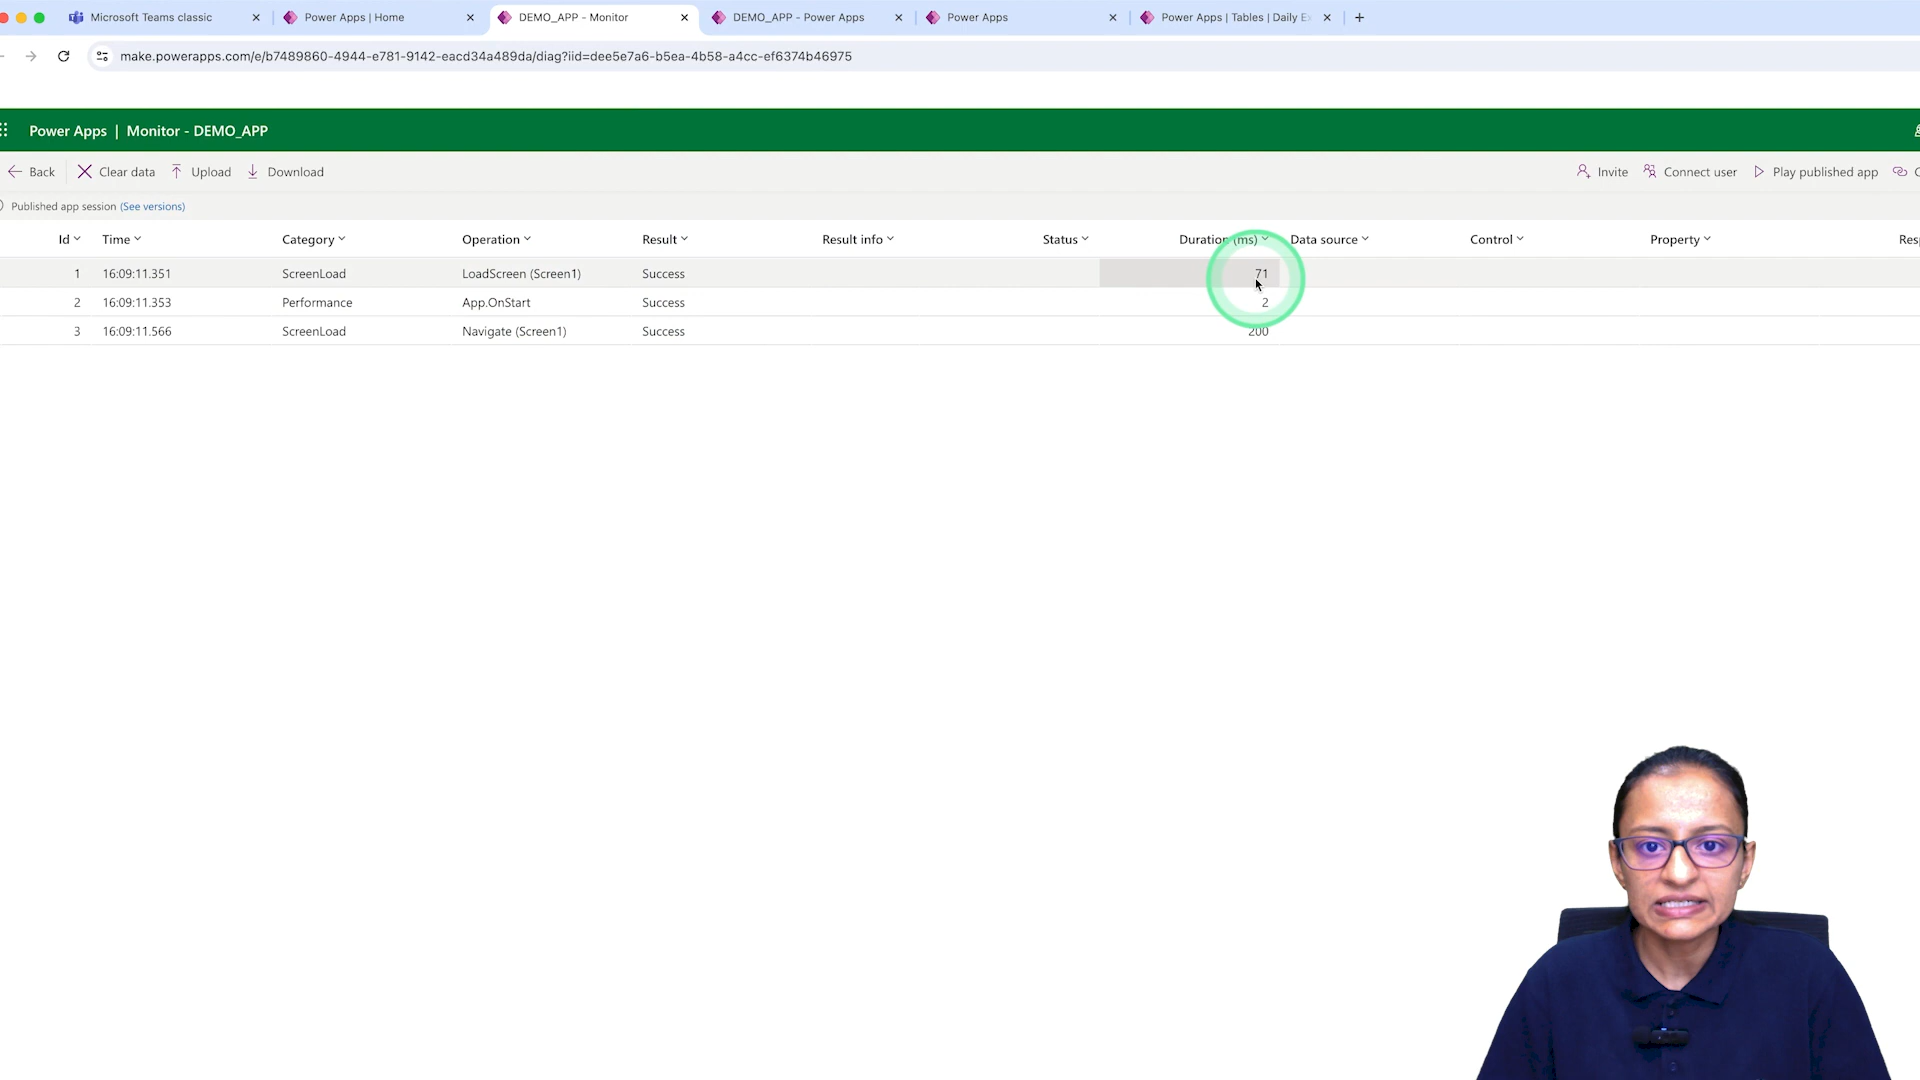 Microsoft Teams classic
Power Apps | Home
DEMO_APP - Monitor
DEMO_APP - Power Apps
Power Apps
Power Apps | Tables | Daily E
make.powerapps.com/e/b7489860-4944-e781-9142-eacd34a489da/diag?iid=dee5e7a6-b5ea-4b58-a4cc-ef6374b46975
Power Apps | Monitor - DEMO_APP
Back Clear data Upload Download Invite Connect user Play published app
Published app session (See versions)
Id Time Category Operation Result Result info Status Duration (ms) Data source Control Property
1 16:09:11.351 ScreenLoad LoadScreen (Screen1) Success 71
2 16:09:11.353 Performance App.OnStart Success 2
3 16:09:11.566 ScreenLoad Navigate (Screen1) Success 200